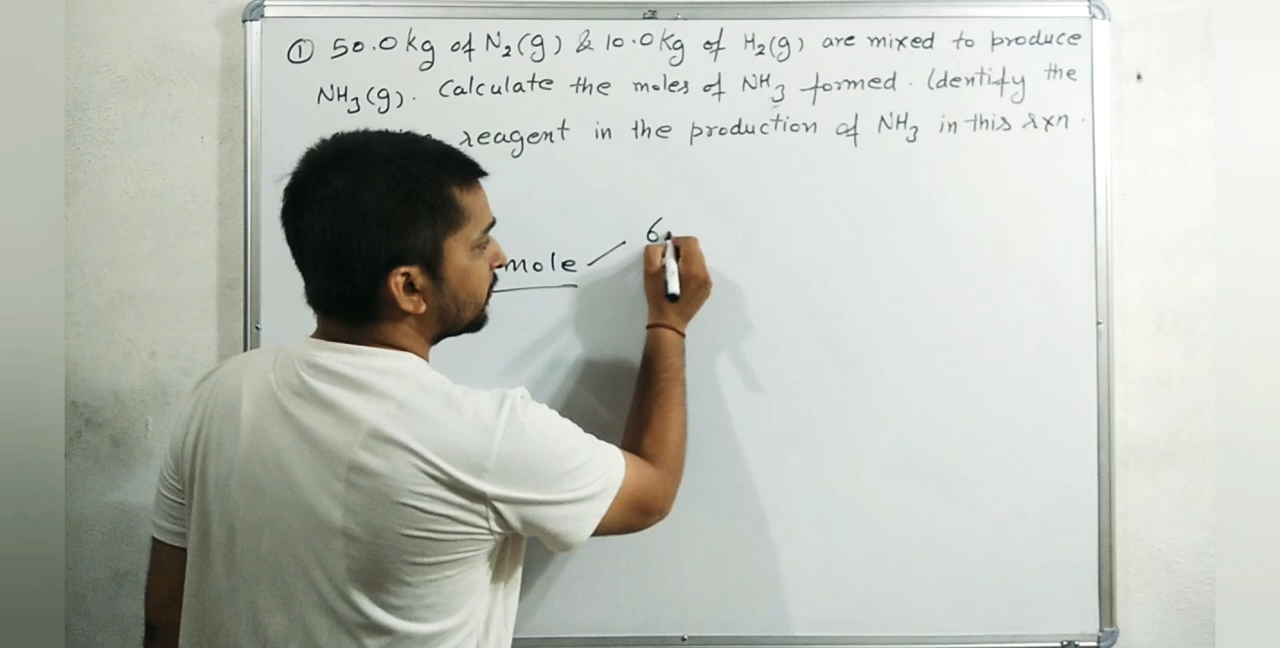 ① 50.0 kg of N₂(g) & 10.0 kg of H₂(g) are mixed to produce
NH₃(g). Calculate the moles of NH₃ formed. Identify the
reagent in the production of NH₃ in this rxn.
mole
6